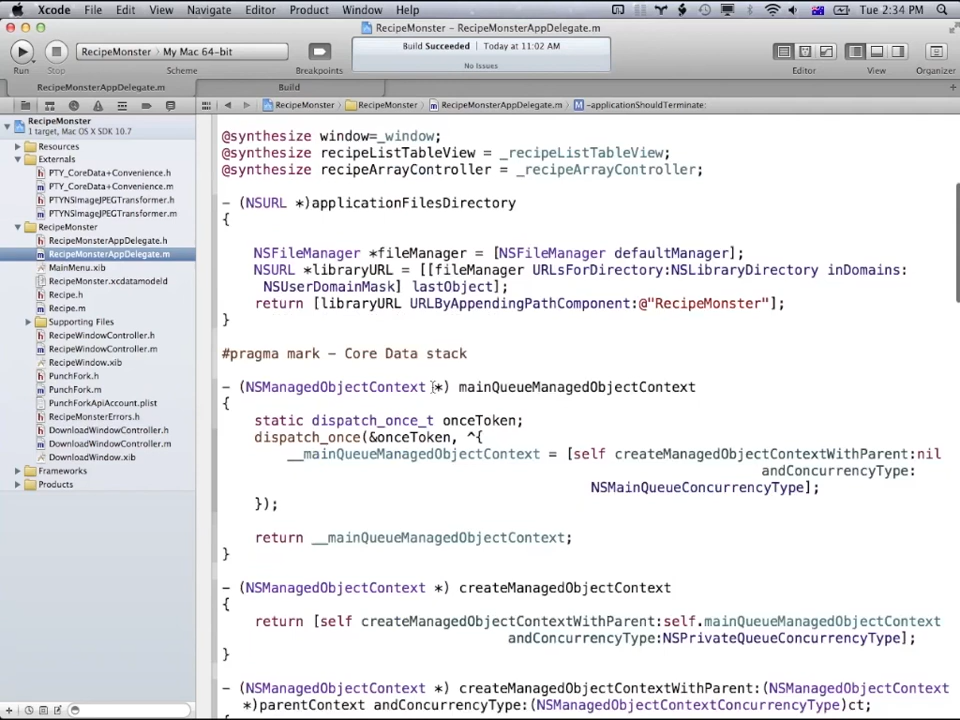 Xcode File Edit View Navigate Editor Product Window Help Tue 2:34 PM
RecipeMonster — RecipeMonsterAppDelegate.m
RecipeMonster My Mac 64-bit
Build Succeeded Today at 11:02 AM
No Issues
Run Stop Scheme Breakpoints Editor View Organizer
RecipeMonsterAppDelegate.m Build
RecipeMonster RecipeMonster RecipeMonsterAppDelegate.m M -applicationShouldTerminate:
RecipeMonster
1 target, Mac OS X SDK 10.7
Resources
Externals
PTY_CoreData+Convenience.h
PTY_CoreData+Convenience.m
PTYNSImageJPEGTransformer.h
PTYNSImageJPEGTransformer.m
RecipeMonster
RecipeMonsterAppDelegate.h
RecipeMonsterAppDelegate.m
MainMenu.xib
RecipeMonster.xcdatamodeld
Recipe.h
Recipe.m
Supporting Files
RecipeWindowController.h
RecipeWindowController.m
RecipeWindow.xib
PunchFork.h
PunchFork.m
PunchForkApiAccount.plist
RecipeMonsterErrors.h
DownloadWindowController.h
DownloadWindowController.m
DownloadWindow.xib
Frameworks
Products
@synthesize window=_window;
@synthesize recipeListTableView = _recipeListTableView;
@synthesize recipeArrayController = _recipeArrayController;
- (NSURL *)applicationFilesDirectory
{
NSFileManager *fileManager = [NSFileManager defaultManager];
NSURL *libraryURL = [[fileManager URLsForDirectory:NSLibraryDirectory inDomains:
NSUserDomainMask] lastObject];
return [libraryURL URLByAppendingPathComponent:@"RecipeMonster"];
}
#pragma mark - Core Data stack
- (NSManagedObjectContext *) mainQueueManagedObjectContext
{
static dispatch_once_t onceToken;
dispatch_once(&onceToken, ^{
__mainQueueManagedObjectContext = [self createManagedObjectContextWithParent:nil
andConcurrencyType:
NSMainQueueConcurrencyType];
});
return __mainQueueManagedObjectContext;
}
- (NSManagedObjectContext *) createManagedObjectContext
{
return [self createManagedObjectContextWithParent:self.mainQueueManagedObjectContext
andConcurrencyType:NSPrivateQueueConcurrencyType];
}
- (NSManagedObjectContext *) createManagedObjectContextWithParent:(NSManagedObjectContext
*)parentContext andConcurrencyType:(NSManagedObjectContextConcurrencyType)ct;
{